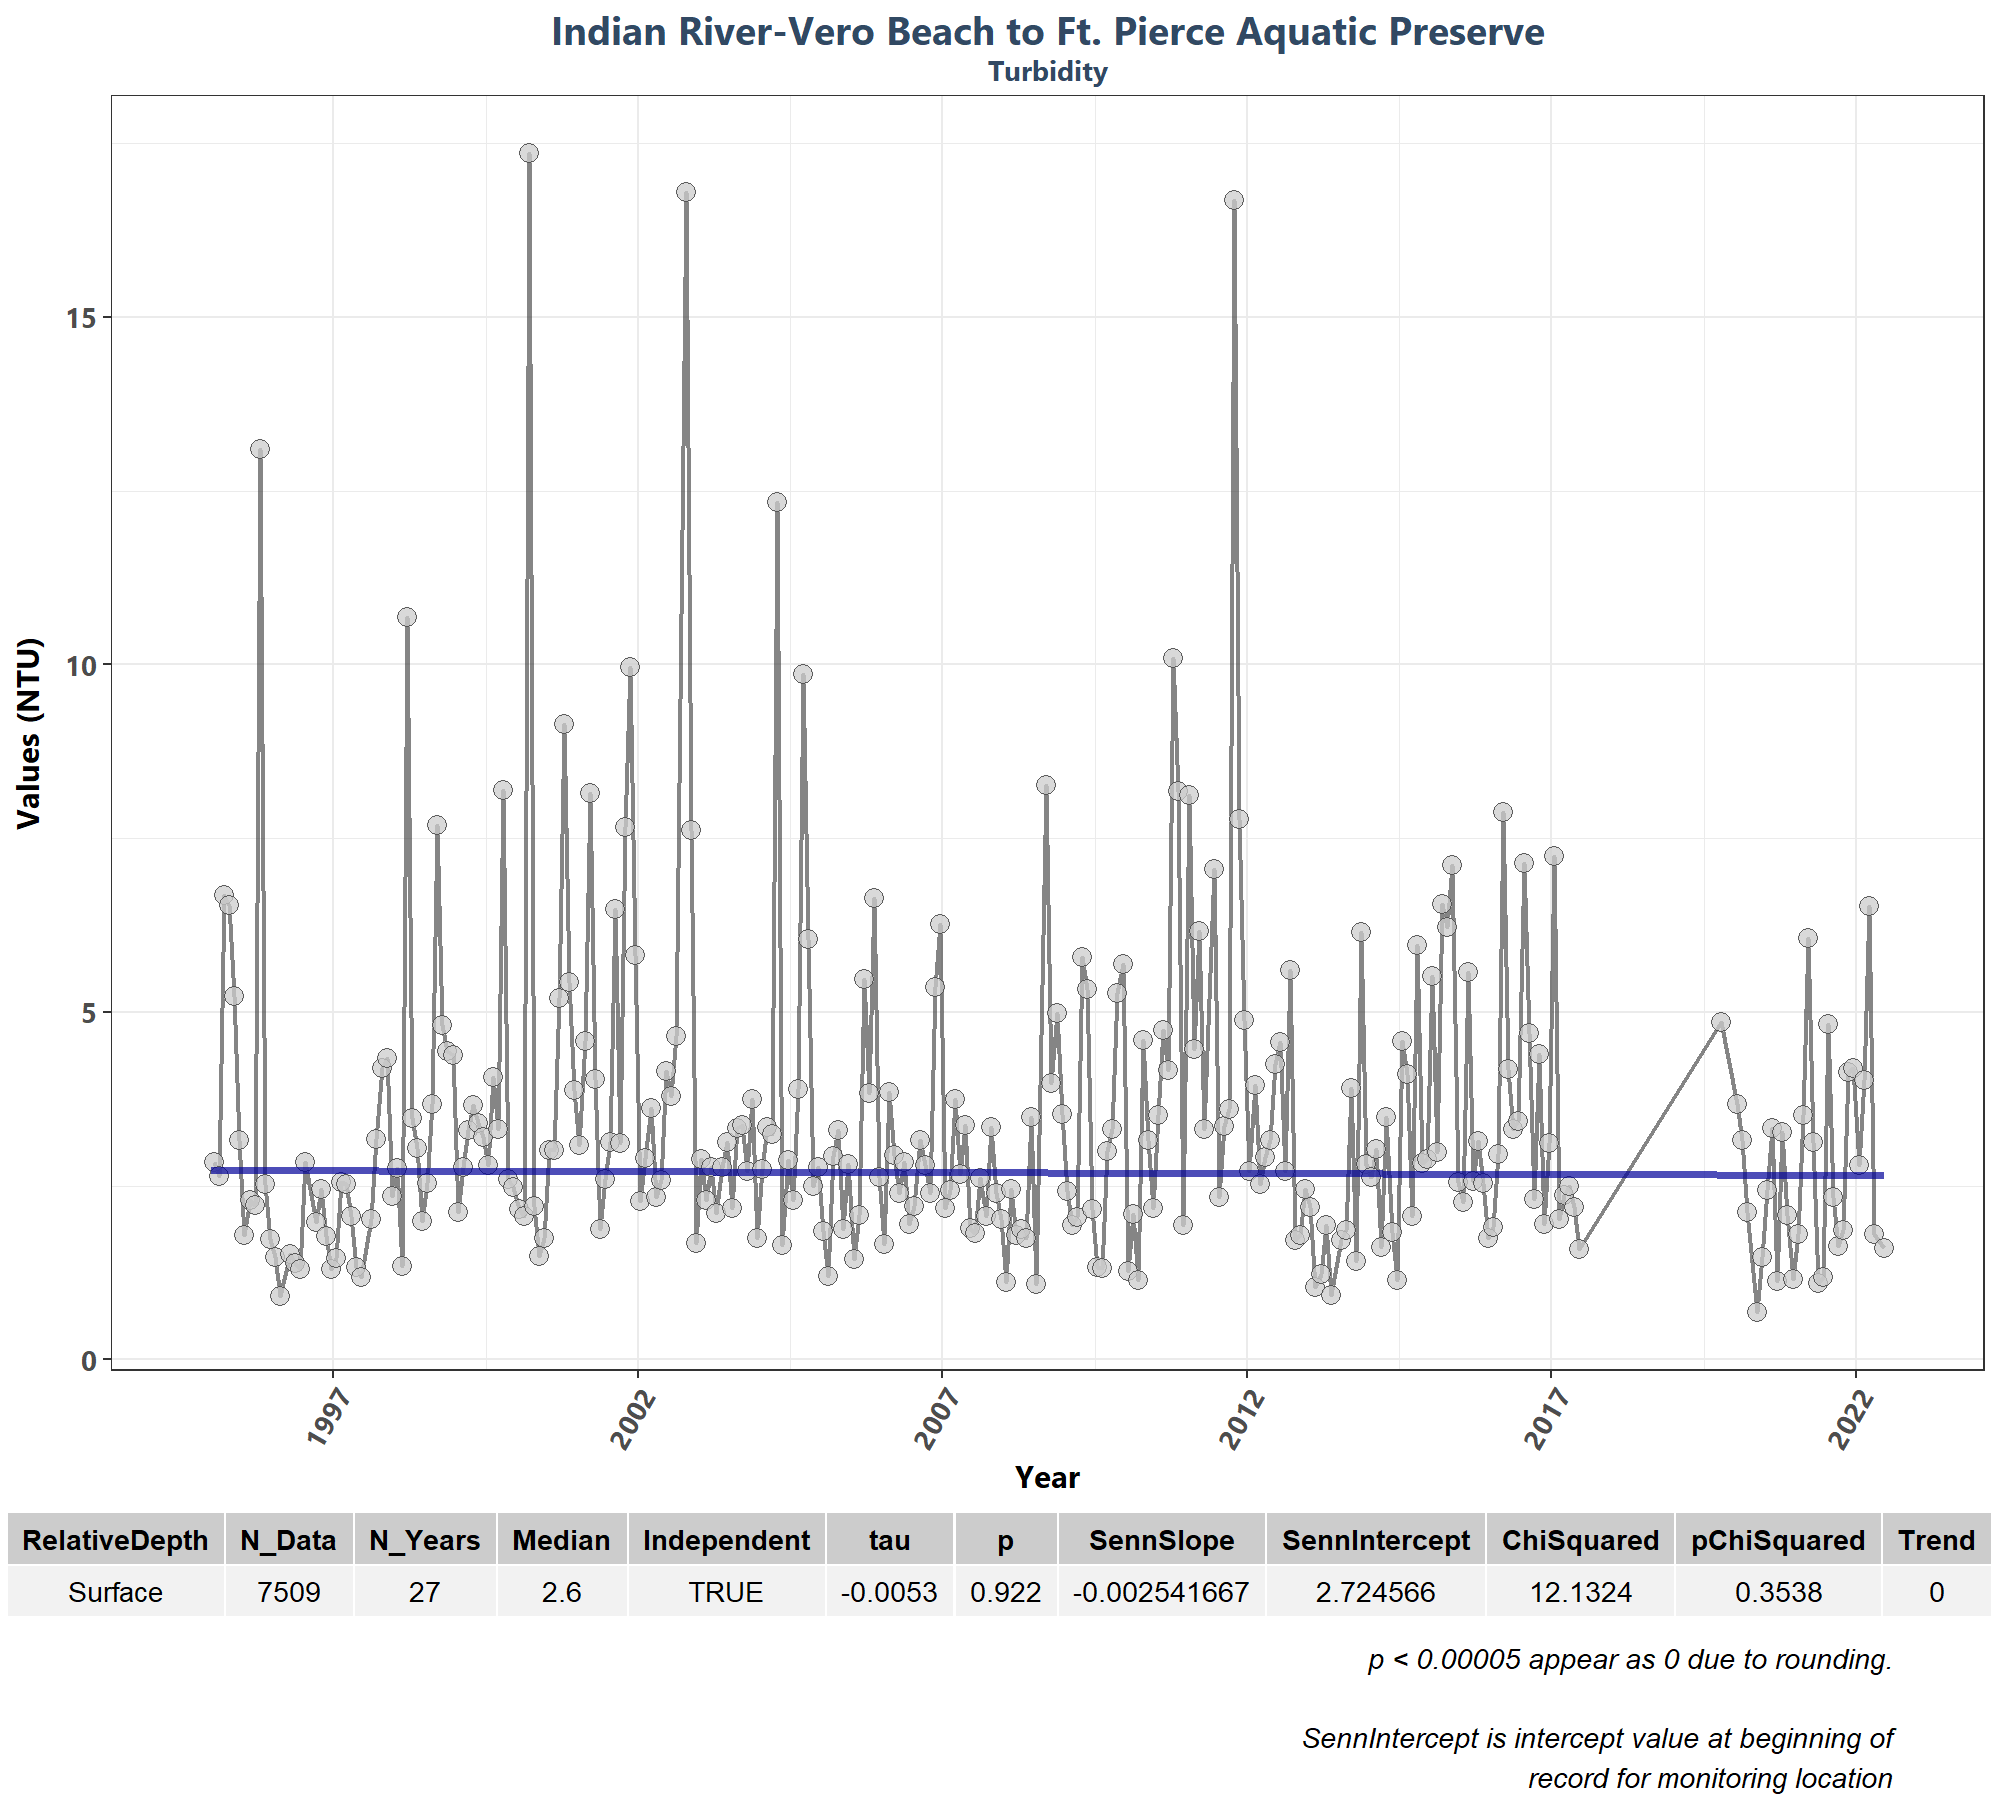 Indian River-Vero Beach to Ft. Pierce Aquatic Preserve
Turbidity
Values (NTU)
15
10
5
0
1997 2002 2007 2012 2017 2022
Year
RelativeDepth N_Data N_Years Median Independent tau p SennSlope SennIntercept ChiSquared pChiSquared Trend
Surface 7509 27 2.6 TRUE -0.0053 0.922 -0.002541667 2.724566 12.1324 0.3538 0
p < 0.00005 appear as 0 due to rounding.
SennIntercept is intercept value at beginning of
record for monitoring location